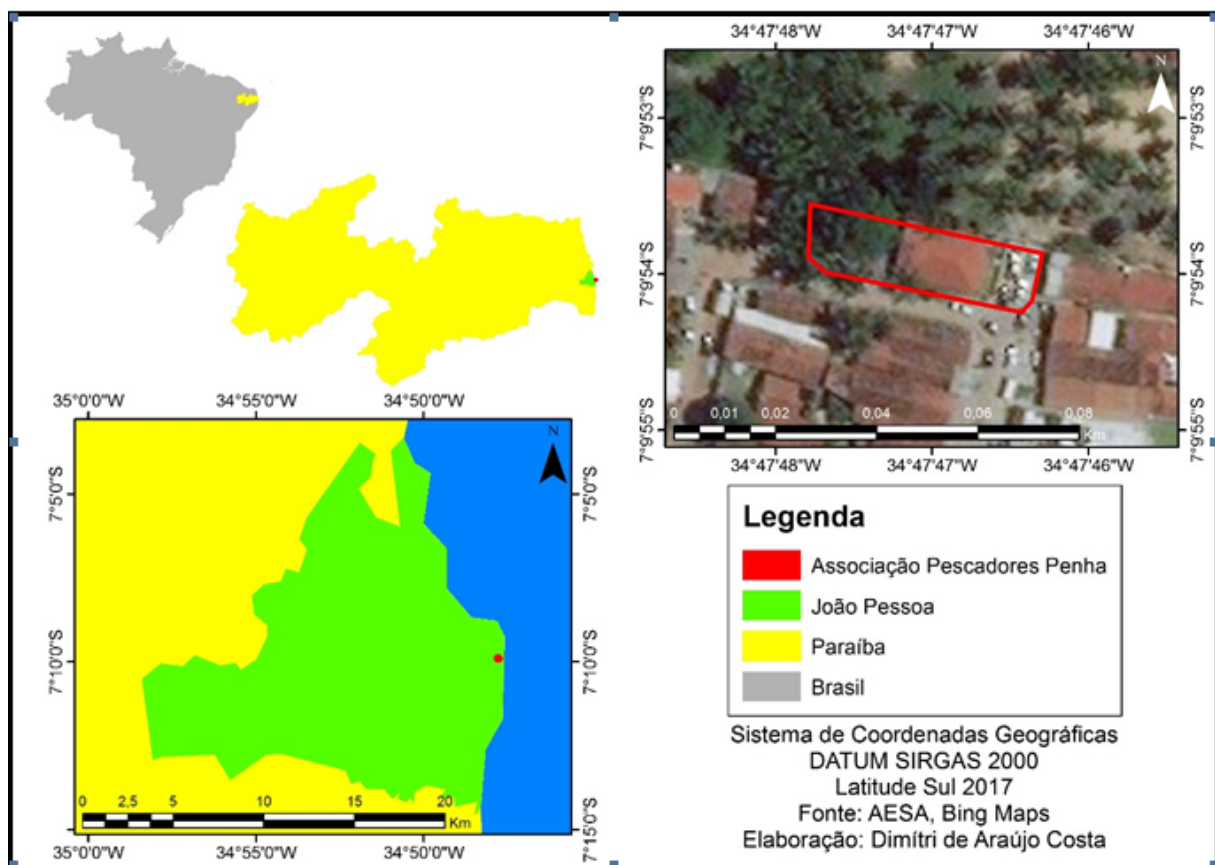 34°47'48"W 34°47'47"W 34°47'46"W
N
7°9'53"S 7°9'53"S
7°9'54"S 7°9'54"S
7°9'55"S 7°9'55"S
0 0,01 0,02 0,04 0,06 0,08
Km
34°47'48"W 34°47'47"W 34°47'46"W
35°0'0"W 34°55'0"W 34°50'0"W
N
7°5'0"S 7°5'0"S
7°10'0"S 7°10'0"S
7°15'0"S 7°15'0"S
0 2,5 5 10 15 20
Km
35°0'0"W 34°55'0"W 34°50'0"W
Legenda
Associação Pescadores Penha
João Pessoa
Paraíba
Brasil
Sistema de Coordenadas Geográficas
DATUM SIRGAS 2000
Latitude Sul 2017
Fonte: AESA, Bing Maps
Elaboração: Dimítri de Araújo Costa